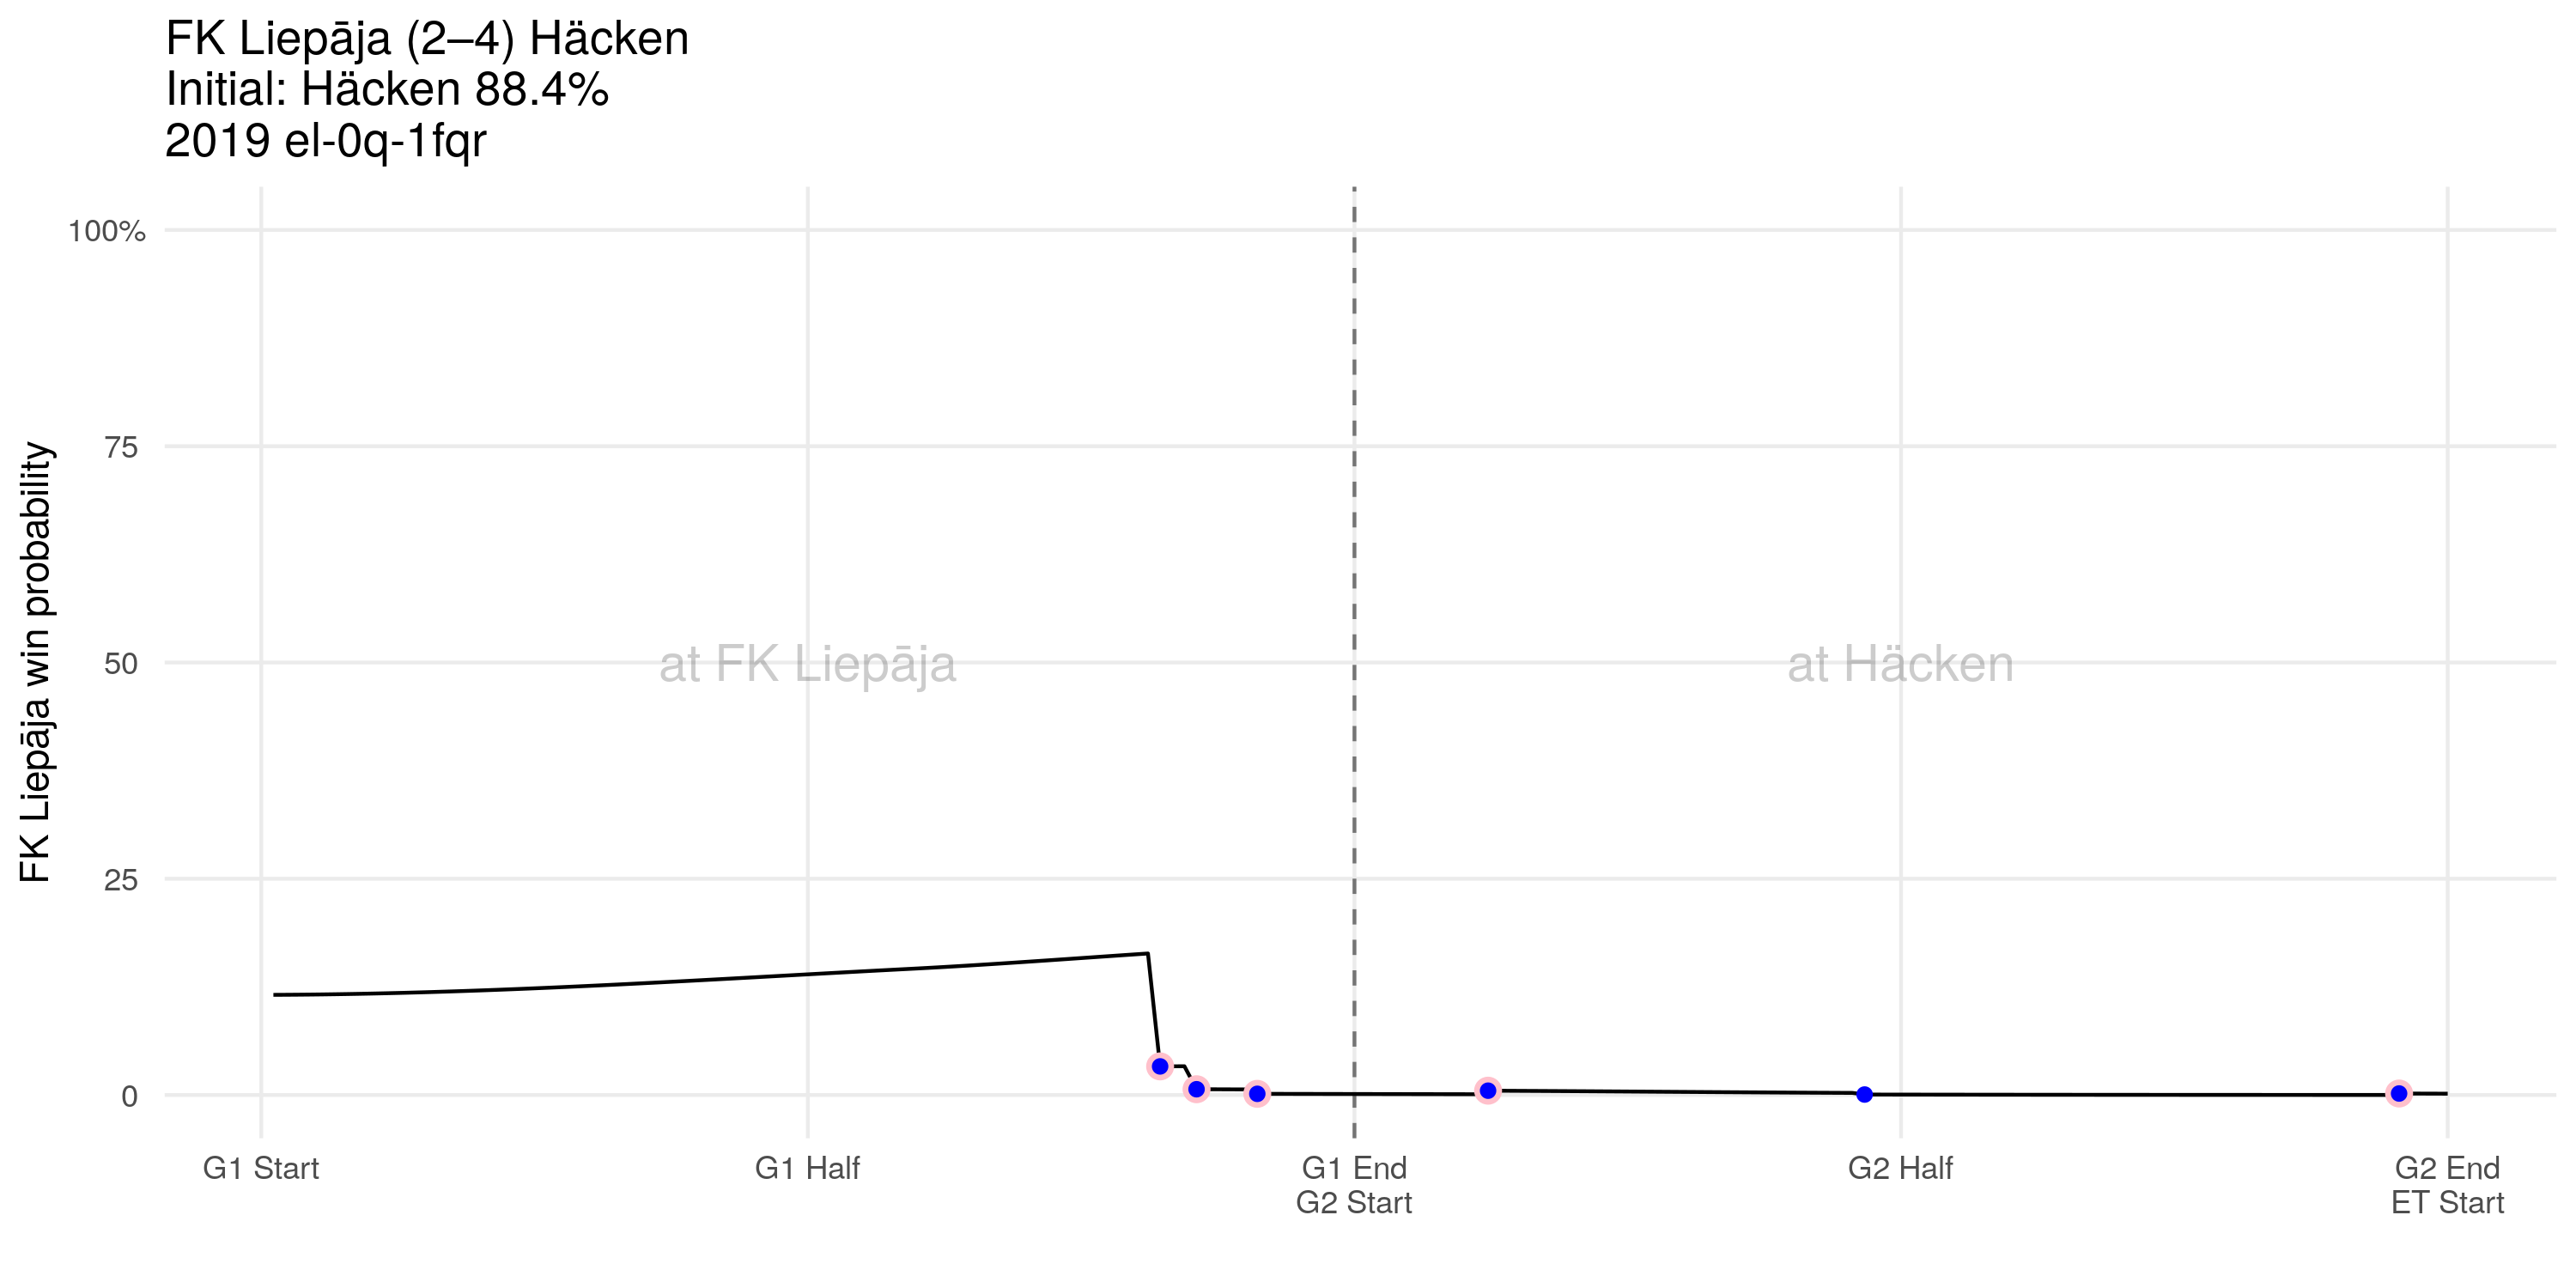 FK Liepāja (2–4) Häcken
Initial: Häcken 88.4%
2019 el-0q-1fqr
FK Liepāja win probability
100%
75
50
25
0
at FK Liepāja
at Häcken
G1 Start
G1 Half
G1 End
G2 Start
G2 Half
G2 End
ET Start